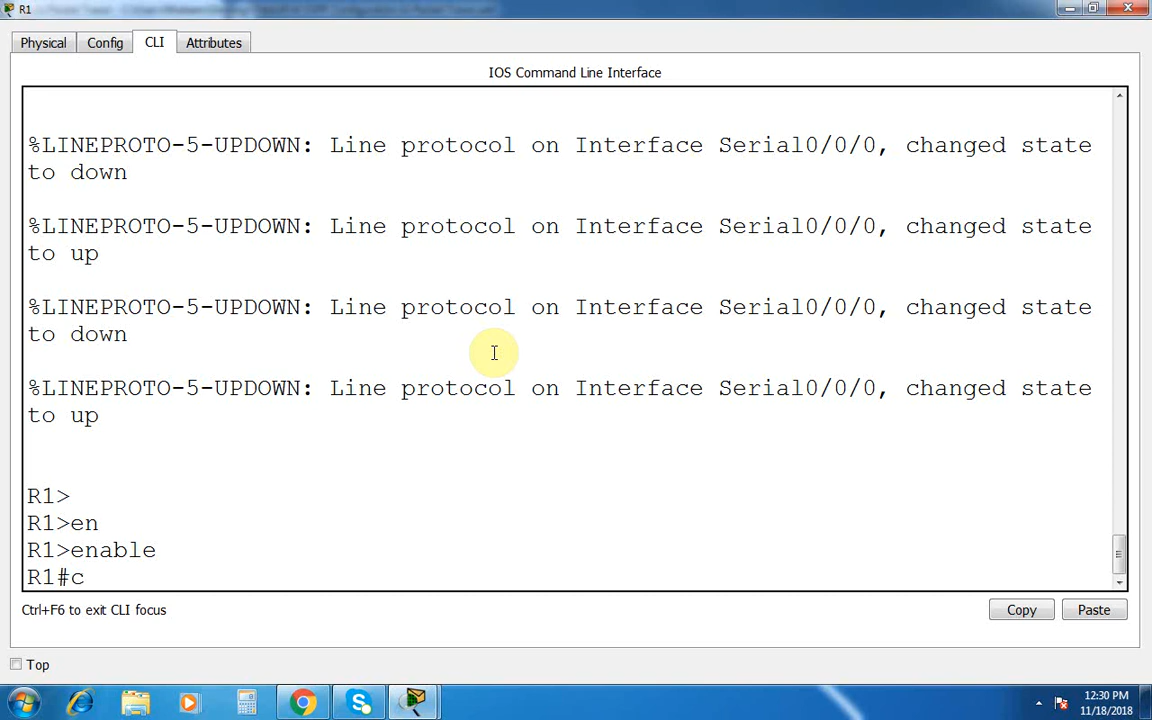 R1
Physical
Config
CLI
Attributes
IOS Command Line Interface
%LINEPROTO-5-UPDOWN: Line protocol on Interface Serial0/0/0, changed state
to down
%LINEPROTO-5-UPDOWN: Line protocol on Interface Serial0/0/0, changed state
to up
%LINEPROTO-5-UPDOWN: Line protocol on Interface Serial0/0/0, changed state
to down
%LINEPROTO-5-UPDOWN: Line protocol on Interface Serial0/0/0, changed state
to up
R1>
R1>en
R1>enable
R1#c
Ctrl+F6 to exit CLI focus
Copy
Paste
Top
12:30 PM
11/18/2018